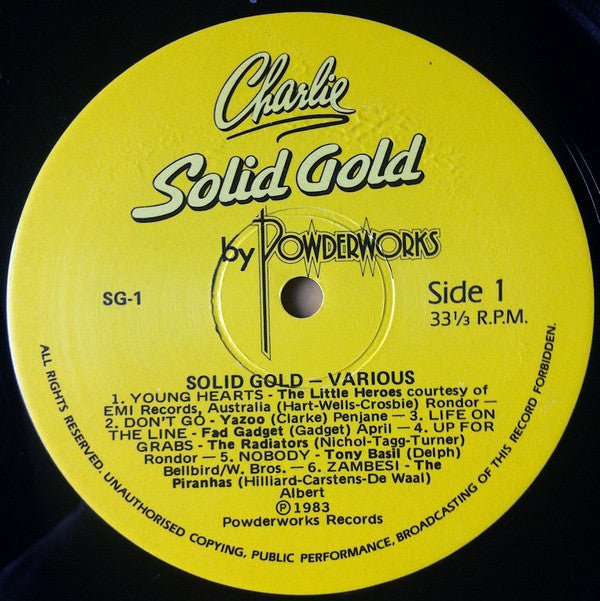 Charlie
Solid Gold
by POWDERWORKS
SG-1
Side 1
33⅓ R.P.M.
SOLID GOLD — VARIOUS
1. YOUNG HEARTS - The Little Heroes courtesy of
EMI Records, Australia (Hart-Wells-Crosbie) Rondor —
2. DON'T GO - Yazoo (Clarke) Penjane — 3. LIFE ON
THE LINE - Fad Gadget (Gadget) April — 4. UP FOR
GRABS - The Radiators (Nichol-Tagg-Turner)
Rondor — 5. NOBODY - Tony Basil (Delph)
Bellbird/W. Bros. — 6. ZAMBESI - The
Piranhas (Hilliard-Carstens-De Waal)
Albert
Ⓟ1983
Powderworks Records
ALL RIGHTS RESERVED. UNAUTHORISED COPYING, PUBLIC PERFORMANCE, BROADCASTING OF THIS RECORD FORBIDDEN.